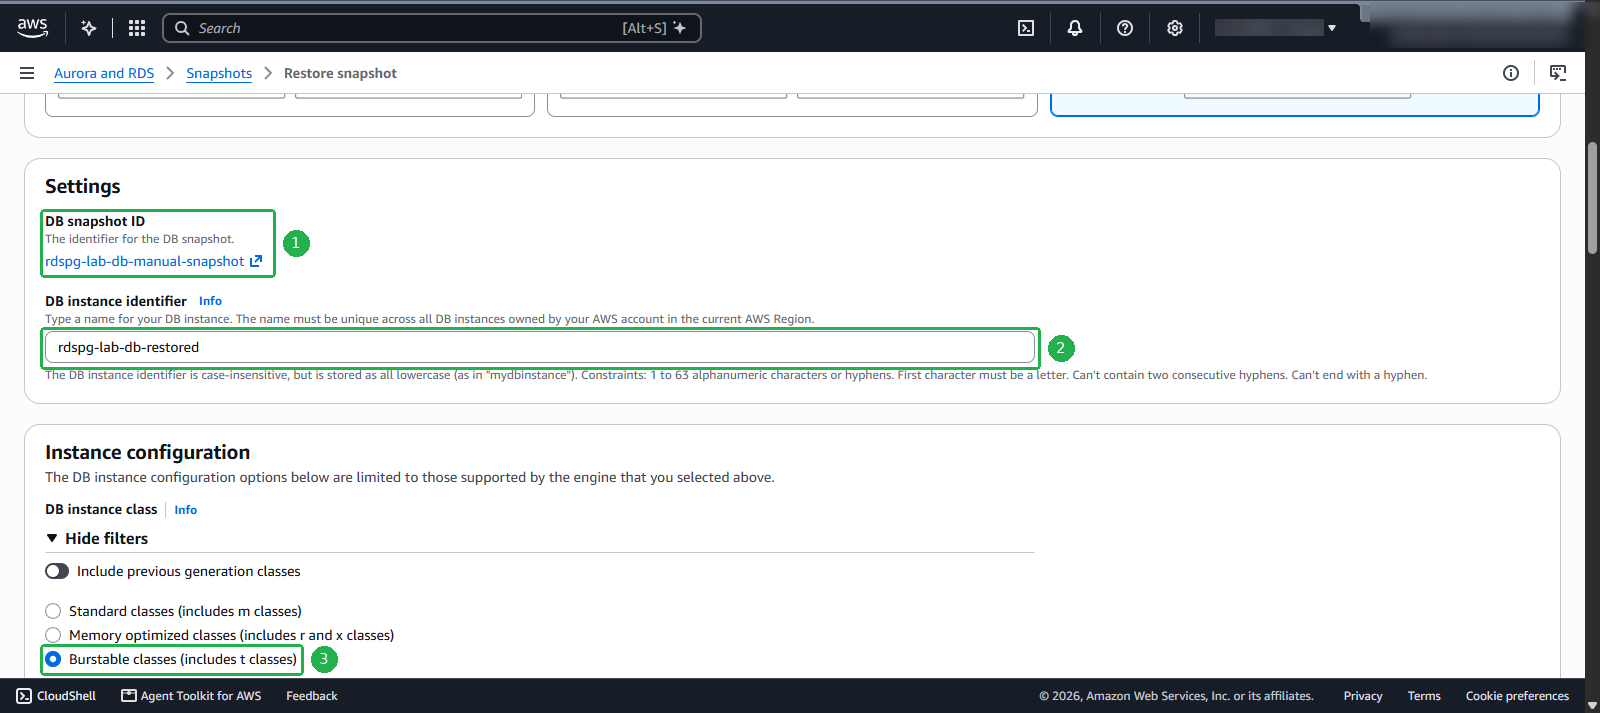 aws
Search
[Alt+S]
Aurora and RDS > Snapshots > Restore snapshot
Settings
DB snapshot ID
The identifier for the DB snapshot.
rdspg-lab-db-manual-snapshot
1
DB instance identifier Info
Type a name for your DB instance. The name must be unique across all DB instances owned by your AWS account in the current AWS Region.
rdspg-lab-db-restored
2
The DB instance identifier is case-insensitive, but is stored as all lowercase (as in "mydbinstance"). Constraints: 1 to 63 alphanumeric characters or hyphens. First character must be a letter. Can't contain two consecutive hyphens. Can't end with a hyphen.
Instance configuration
The DB instance configuration options below are limited to those supported by the engine that you selected above.
DB instance class Info
Hide filters
Include previous generation classes
Standard classes (includes m classes)
Memory optimized classes (includes r and x classes)
Burstable classes (includes t classes)
3
CloudShell Agent Toolkit for AWS Feedback © 2026, Amazon Web Services, Inc. or its affiliates. Privacy Terms Cookie preferences